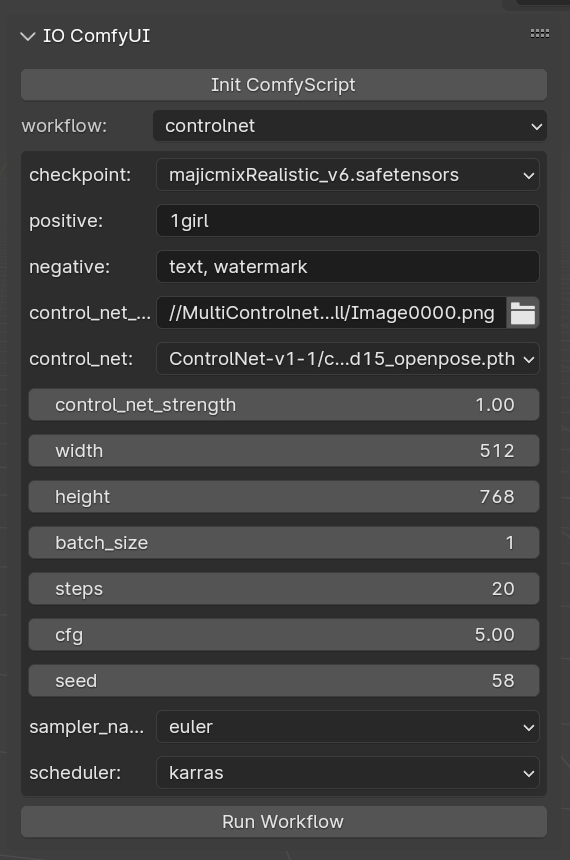 IO ComfyUI
Init ComfyScript
workflow: controlnet
checkpoint: majicmixRealistic_v6.safetensors
positive: 1girl
negative: text, watermark
control_net_... //MultiControlnet...ll/Image0000.png
control_net: ControlNet-v1-1/c...d15_openpose.pth
control_net_strength 1.00
width 512
height 768
batch_size 1
steps 20
cfg 5.00
seed 58
sampler_na... euler
scheduler: karras
Run Workflow